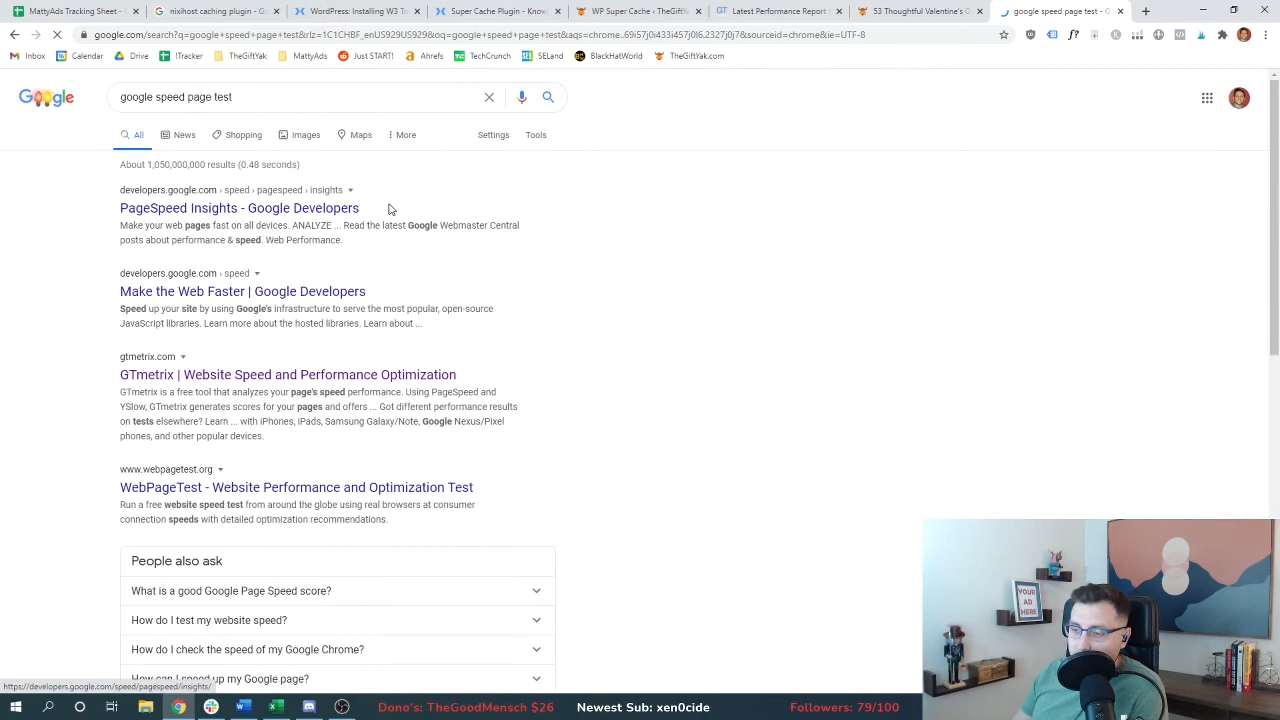 MattyAds Tracking Sheet -
nixihost caching plugin - G
WordPress: Installing W3 To
Super Cache Plugin - Know
WP Super Cache ‹ TheGiftY
Latest Performance Report
53 Thoughtful Valentine's G
google speed page test - G
google.com/search?q=google+speed+page+test&rlz=1C1CHBF_enUS929US929&oq=google+speed+page+test&aqs=chrome..69i57j0i433i457j0l6.2317j0j7&sourceid=chrome&ie=UTF-8
Inbox
Calendar
Drive
!Tracker
TheGiftYak
MattyAds
Just START!
Ahrefs
TechCrunch
SELand
BlackHatWorld
TheGiftYak.com
google speed page test
All
News
Shopping
Images
Maps
More
Settings
Tools
About 1,050,000,000 results (0.48 seconds)
developers.google.com › speed › pagespeed › insights
PageSpeed Insights - Google Developers
Make your web pages fast on all devices. ANALYZE ... Read the latest Google Webmaster Central
posts about performance & speed. Web Performance.
developers.google.com › speed
Make the Web Faster | Google Developers
Speed up your site by using Google's infrastructure to serve the most popular, open-source
JavaScript libraries. Learn more about the hosted libraries. Learn about ...
gtmetrix.com
GTmetrix | Website Speed and Performance Optimization
GTmetrix is a free tool that analyzes your page's speed performance. Using PageSpeed and
YSlow, GTmetrix generates scores for your pages and offers ... Got different performance results
on tests elsewhere? Learn ... with iPhones, iPads, Samsung Galaxy/Note, Google Nexus/Pixel
phones, and other popular devices.
www.webpagetest.org
WebPageTest - Website Performance and Optimization Test
Run a free website speed test from around the globe using real browsers at consumer
connection speeds with detailed optimization recommendations.
People also ask
What is a good Google Page Speed score?
How do I test my website speed?
How do I check the speed of my Google Chrome?
How can I speed up my Google page?
https://developers.google.com/speed/pagespeed/insights/
YOUR
AD
HERE
Dono's: TheGoodMensch $26
Newest Sub: xen0cide
Followers: 79/100